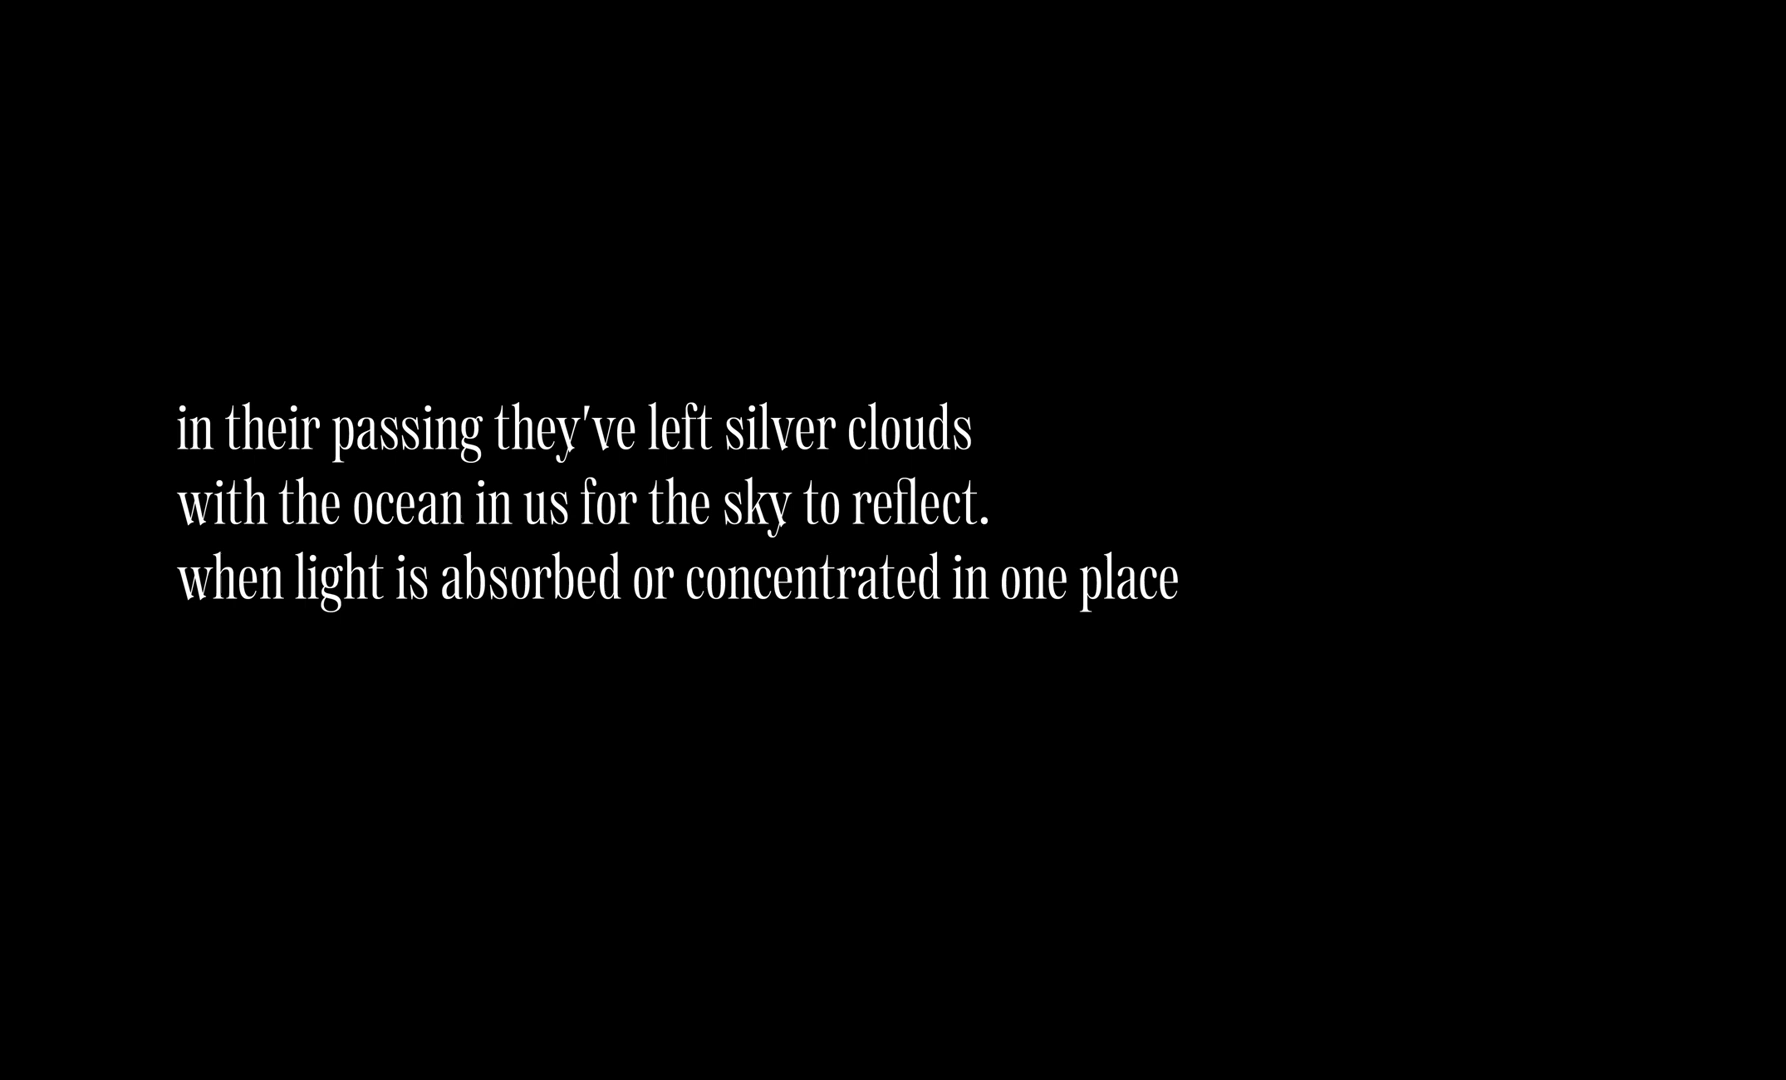 in their passing they've left silver clouds
with the ocean in us for the sky to reflect.
when light is absorbed or concentrated in one place